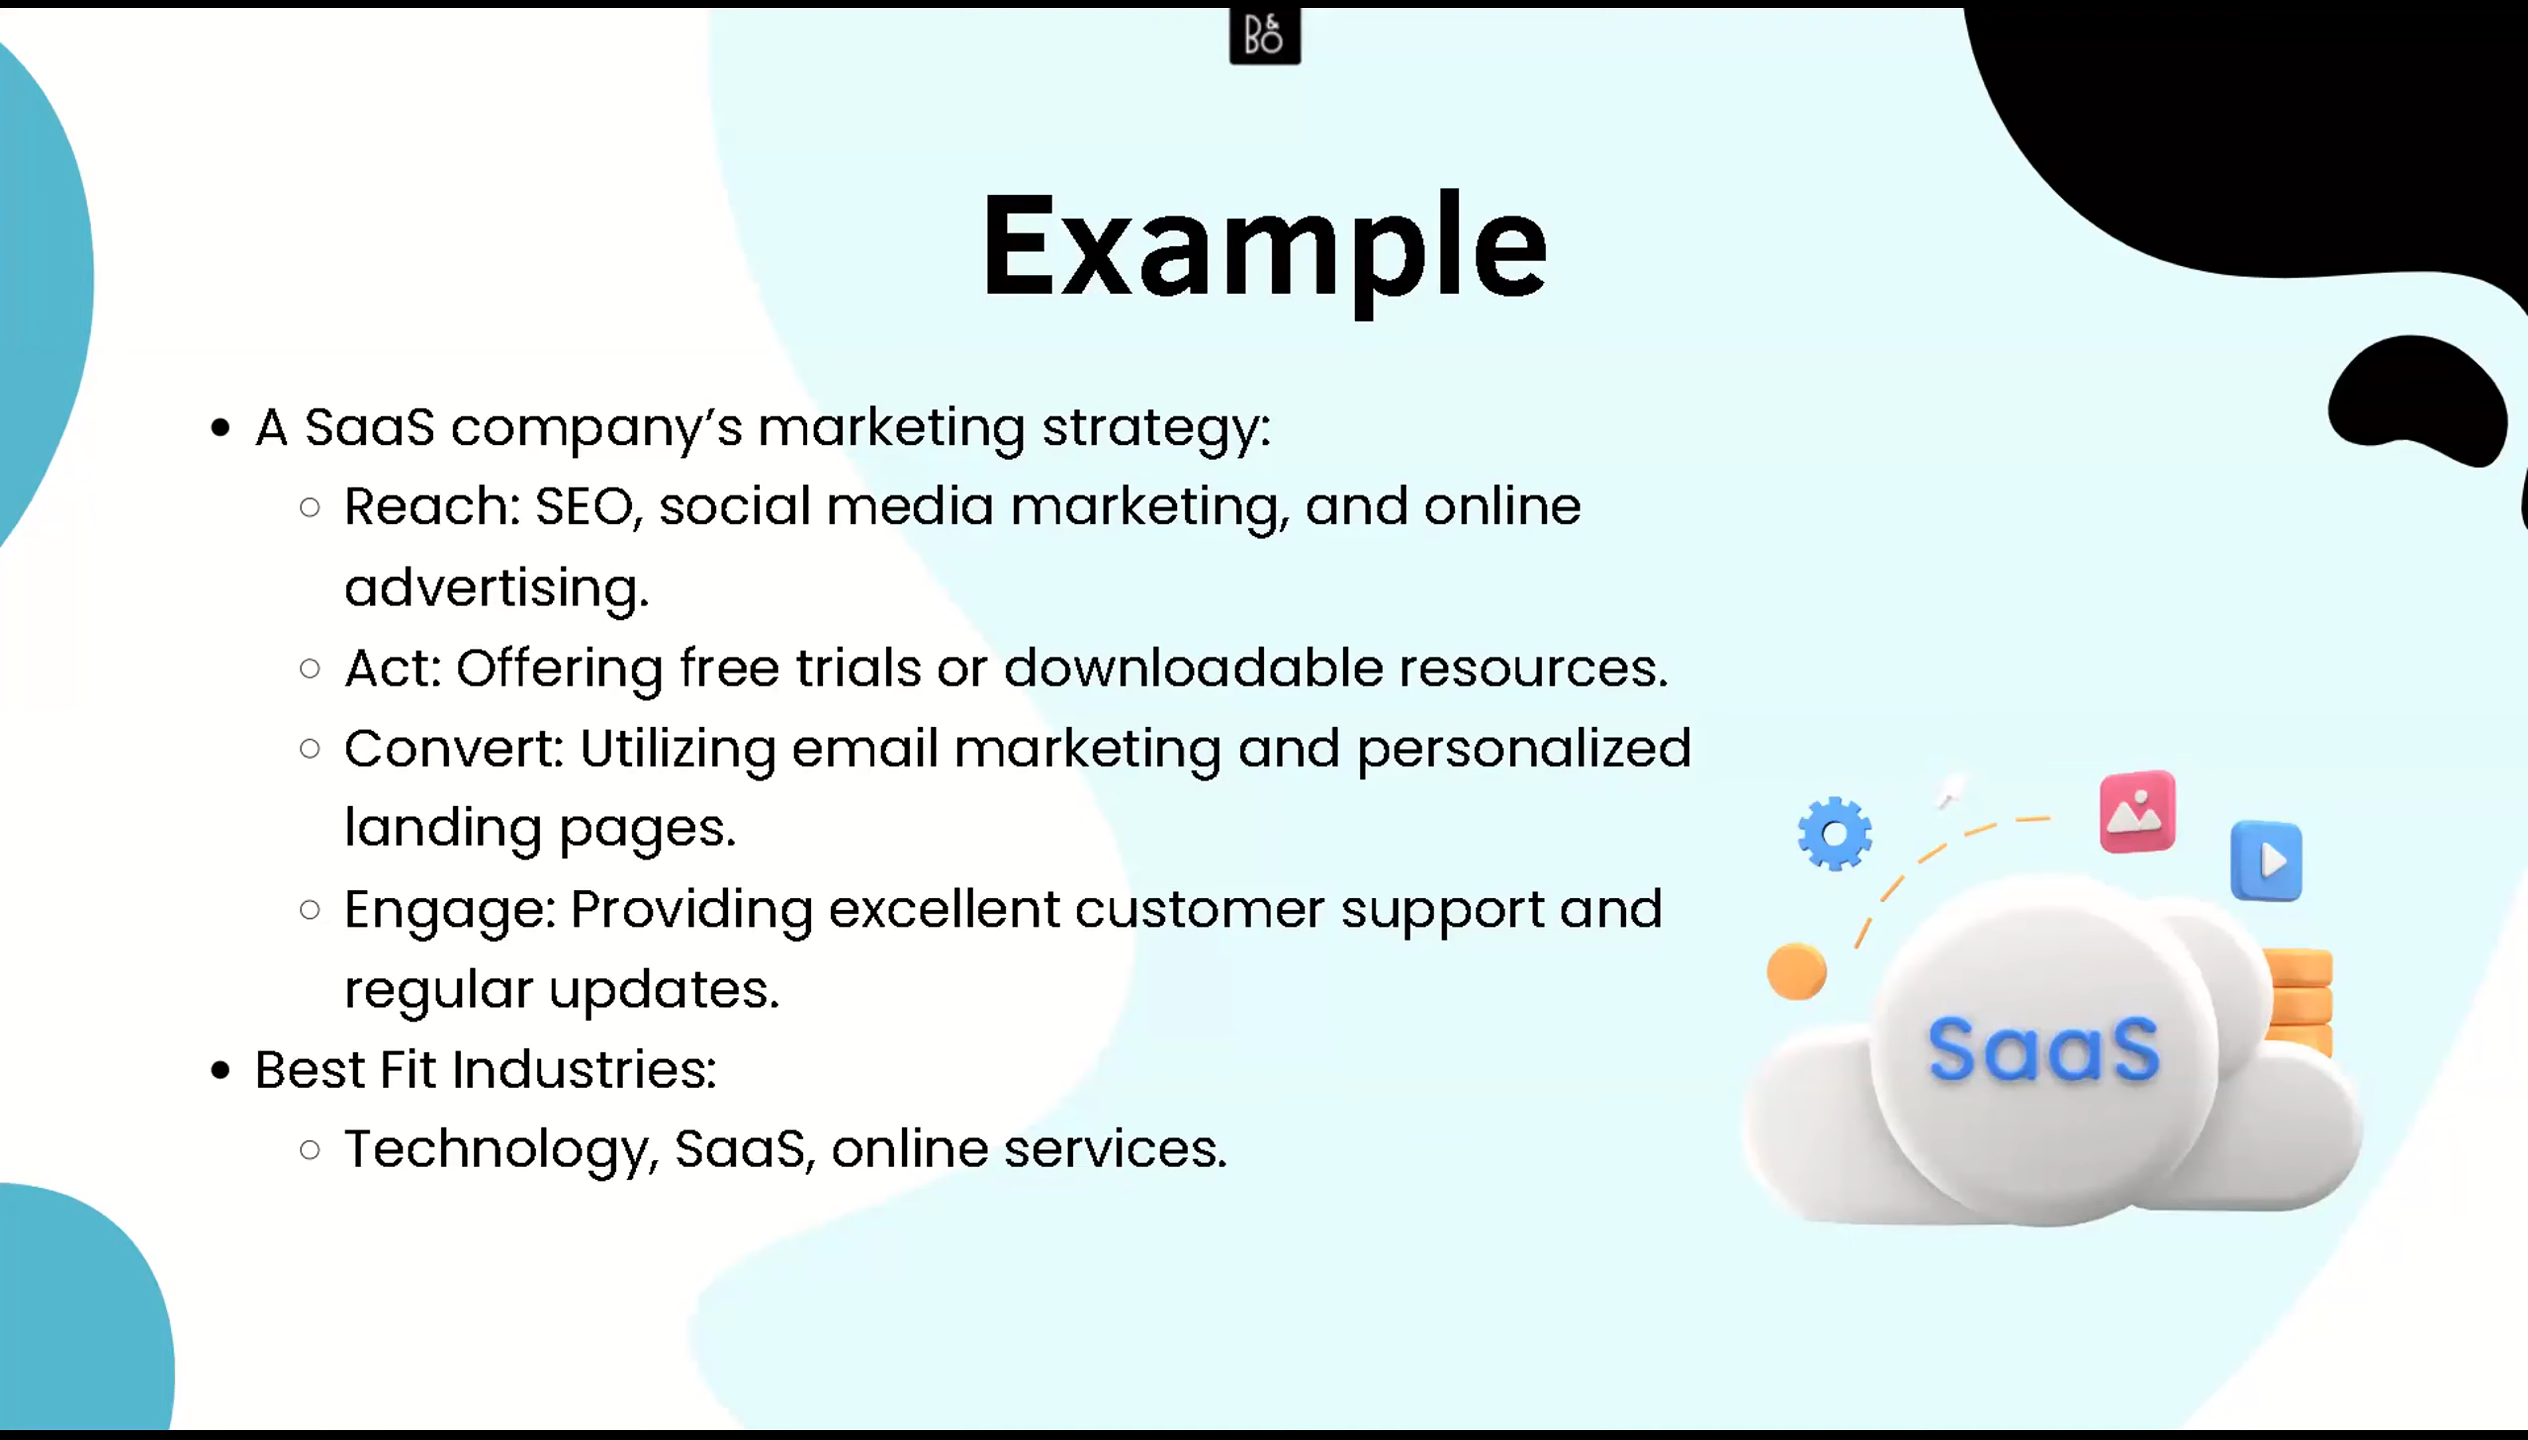 B&O
Example
• A SaaS company’s marketing strategy:
○ Reach: SEO, social media marketing, and online
advertising.
○ Act: Offering free trials or downloadable resources.
○ Convert: Utilizing email marketing and personalized
landing pages.
○ Engage: Providing excellent customer support and
regular updates.
• Best Fit Industries:
○ Technology, SaaS, online services.
SaaS